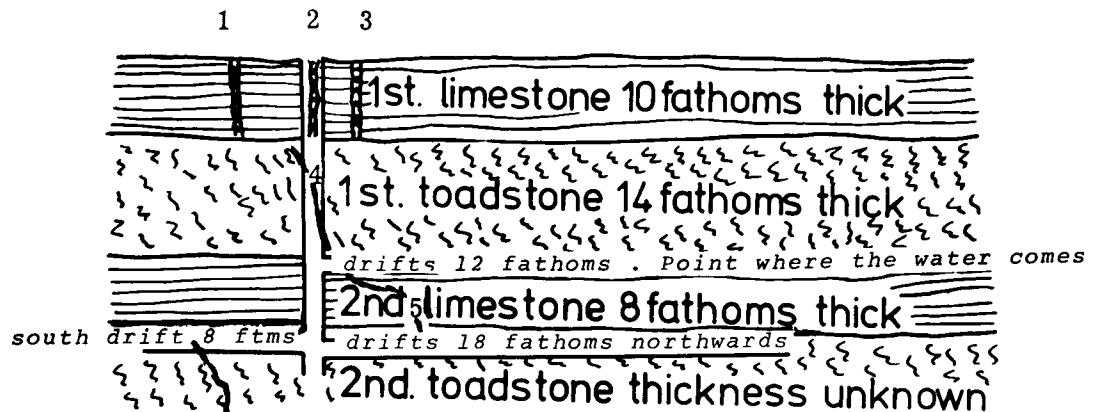 1 2 3
1st. limestone 10 fathoms thick
4
1st. toadstone 14 fathoms thick
drifts 12 fathoms . Point where the water comes
2nd 5 limestone 8 fathoms thick
south drift 8 ftms
drifts 18 fathoms northwards
2nd. toadstone thickness unknown